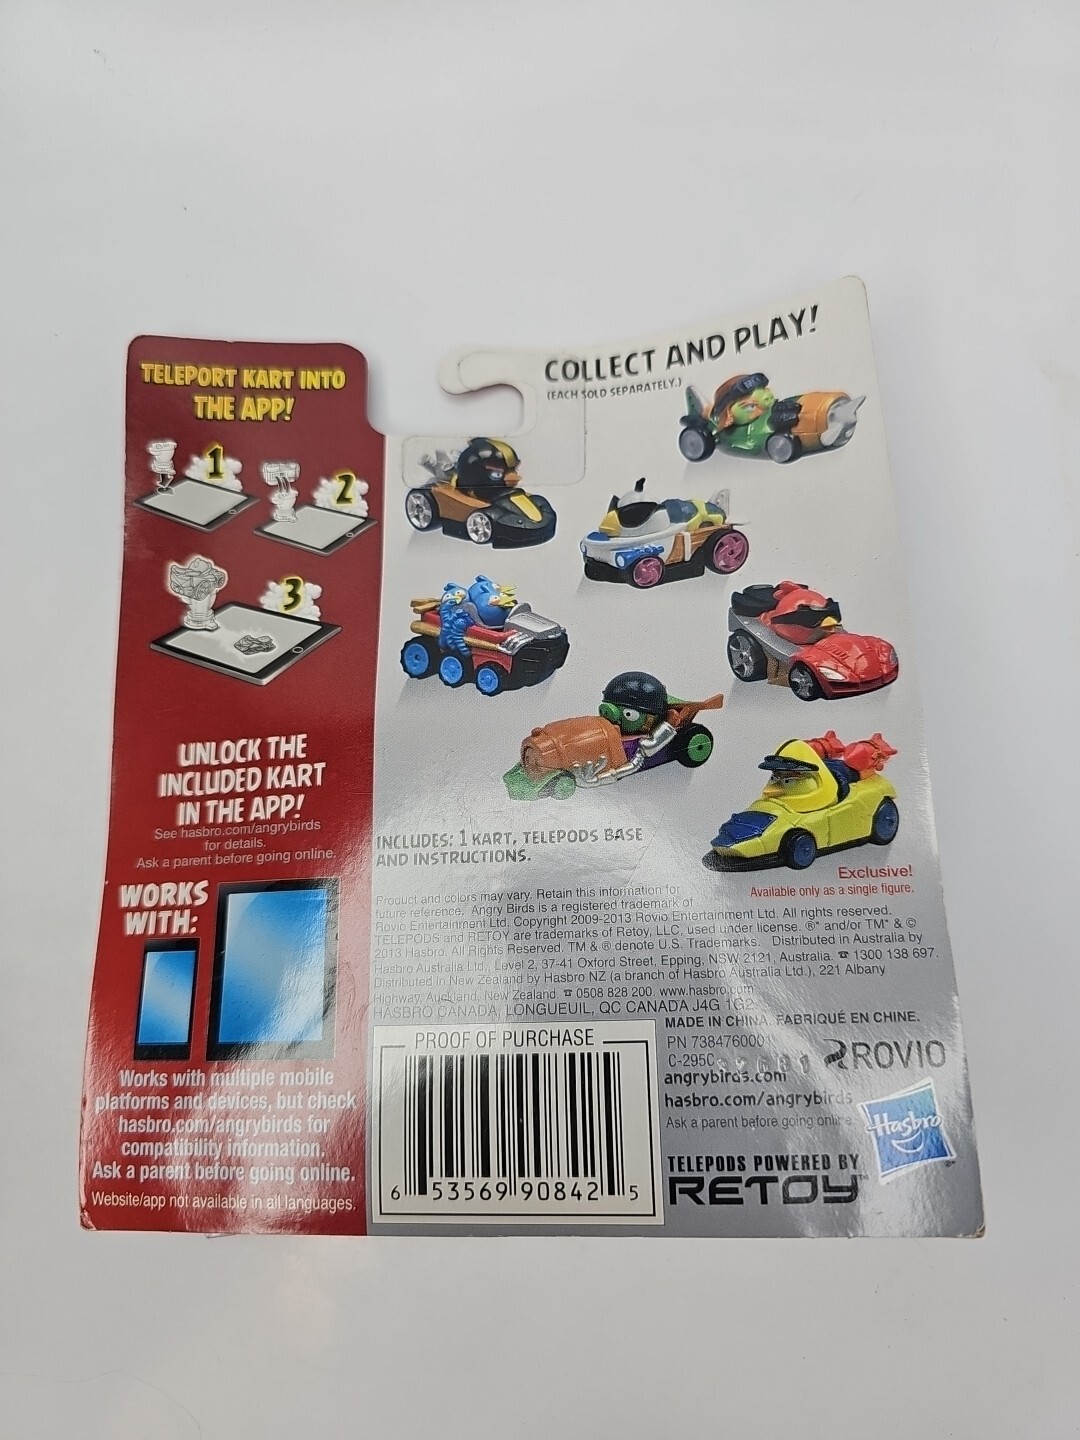 TELEPORT KART INTO
THE APP!
1
2
3
UNLOCK THE
INCLUDED KART
IN THE APP!
See hasbro.com/angrybirds
for details.
Ask a parent before going online.
WORKS
WITH:
Works with multiple mobile
platforms and devices, but check
hasbro.com/angrybirds for
compatibility information.
Ask a parent before going online.
Website/app not available in all languages.
COLLECT AND PLAY!
(EACH SOLD SEPARATELY.)
INCLUDES: 1 KART, TELEPODS BASE
AND INSTRUCTIONS.
Exclusive!
Available only as a single figure.
Product and colors may vary. Retain this information for
future reference. Angry Birds is a registered trademark of
Rovio Entertainment Ltd. Copyright 2009-2013 Rovio Entertainment Ltd. All rights reserved.
TELEPODS and RETOY are trademarks of Retoy, LLC, used under license. ®* and/or TM* & ©
2013 Hasbro. All Rights Reserved. TM & ® denote U.S. Trademarks. Distributed in Australia by
Hasbro Australia Ltd., Level 2, 37-41 Oxford Street, Epping, NSW 2121, Australia. ☎ 1300 138 697.
Distributed in New Zealand by Hasbro NZ (a branch of Hasbro Australia Ltd.), 221 Albany
Highway, Auckland, New Zealand. ☎ 0508 828 200. www.hasbro.com
HASBRO CANADA, LONGUEUIL, QC CANADA J4G 1G2.
MADE IN CHINA. FABRIQUÉ EN CHINE.
PROOF OF PURCHASE
6 53569 90842 5
PN 7384760001
C-295C
ROVIO
angrybirds.com
hasbro.com/angrybirds
Ask a parent before going online.
Hasbro
TELEPODS POWERED BY
RETOY™